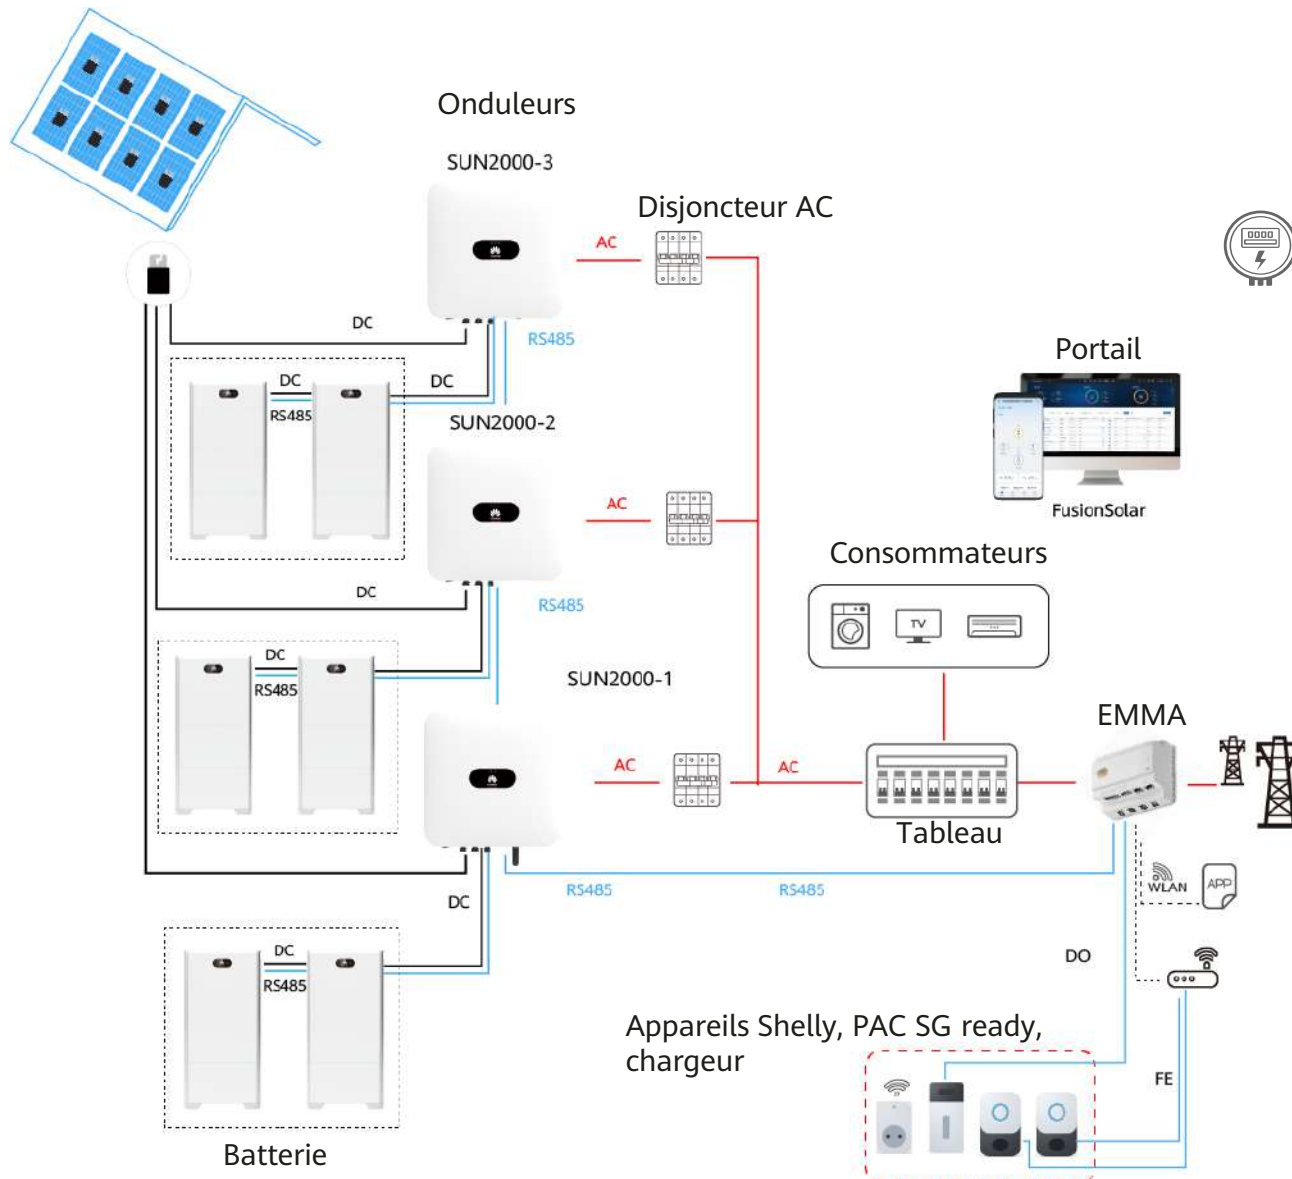 Onduleurs
SUN2000-3
Disjoncteur AC
AC
DC
RS485
DC
DC
RS485
SUN2000-2
Portail
FusionSolar
AC
Consommateurs
TV
DC
RS485
DC
RS485
SUN2000-1
EMMA
AC
AC
Tableau
RS485
RS485
WLAN
APP
DC
DC
RS485
DO
Appareils Shelly, PAC SG ready,
chargeur
FE
Batterie